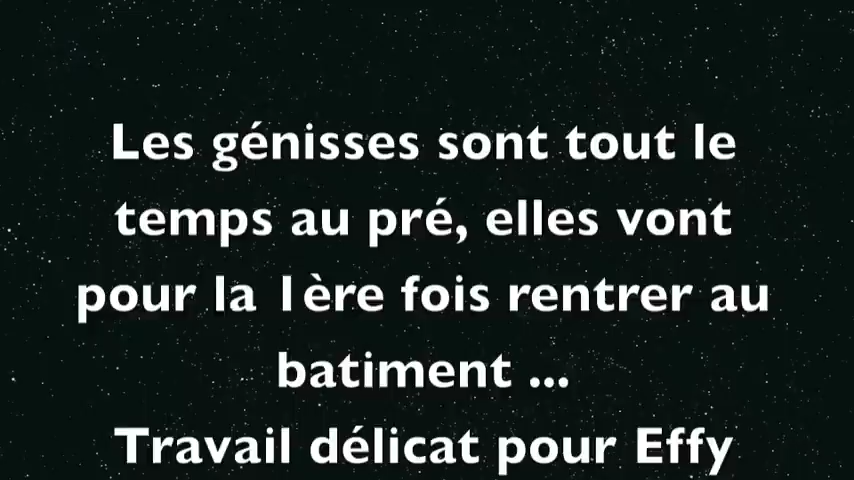 Les génisses sont tout le
temps au pré, elles vont
pour la 1ère fois rentrer au
batiment ...
Travail délicat pour Effy